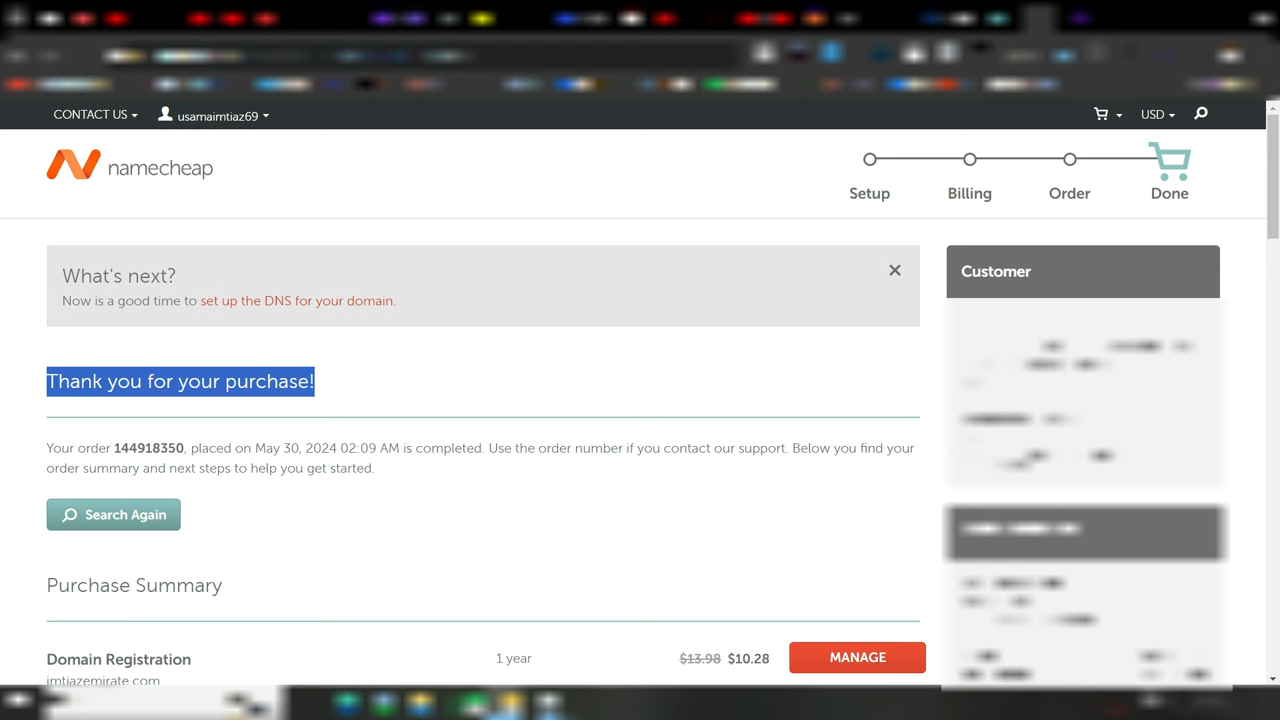 CONTACT US
usamaimtiaz69
USD
namecheap
Setup
Billing
Order
Done
What's next?
Now is a good time to set up the DNS for your domain.
Customer
Thank you for your purchase!
Your order 144918350, placed on May 30, 2024 02:09 AM is completed. Use the order number if you contact our support. Below you find your
order summary and next steps to help you get started.
Search Again
Purchase Summary
Domain Registration
1 year
$13.98 $10.28
MANAGE
imtiazemirate.com